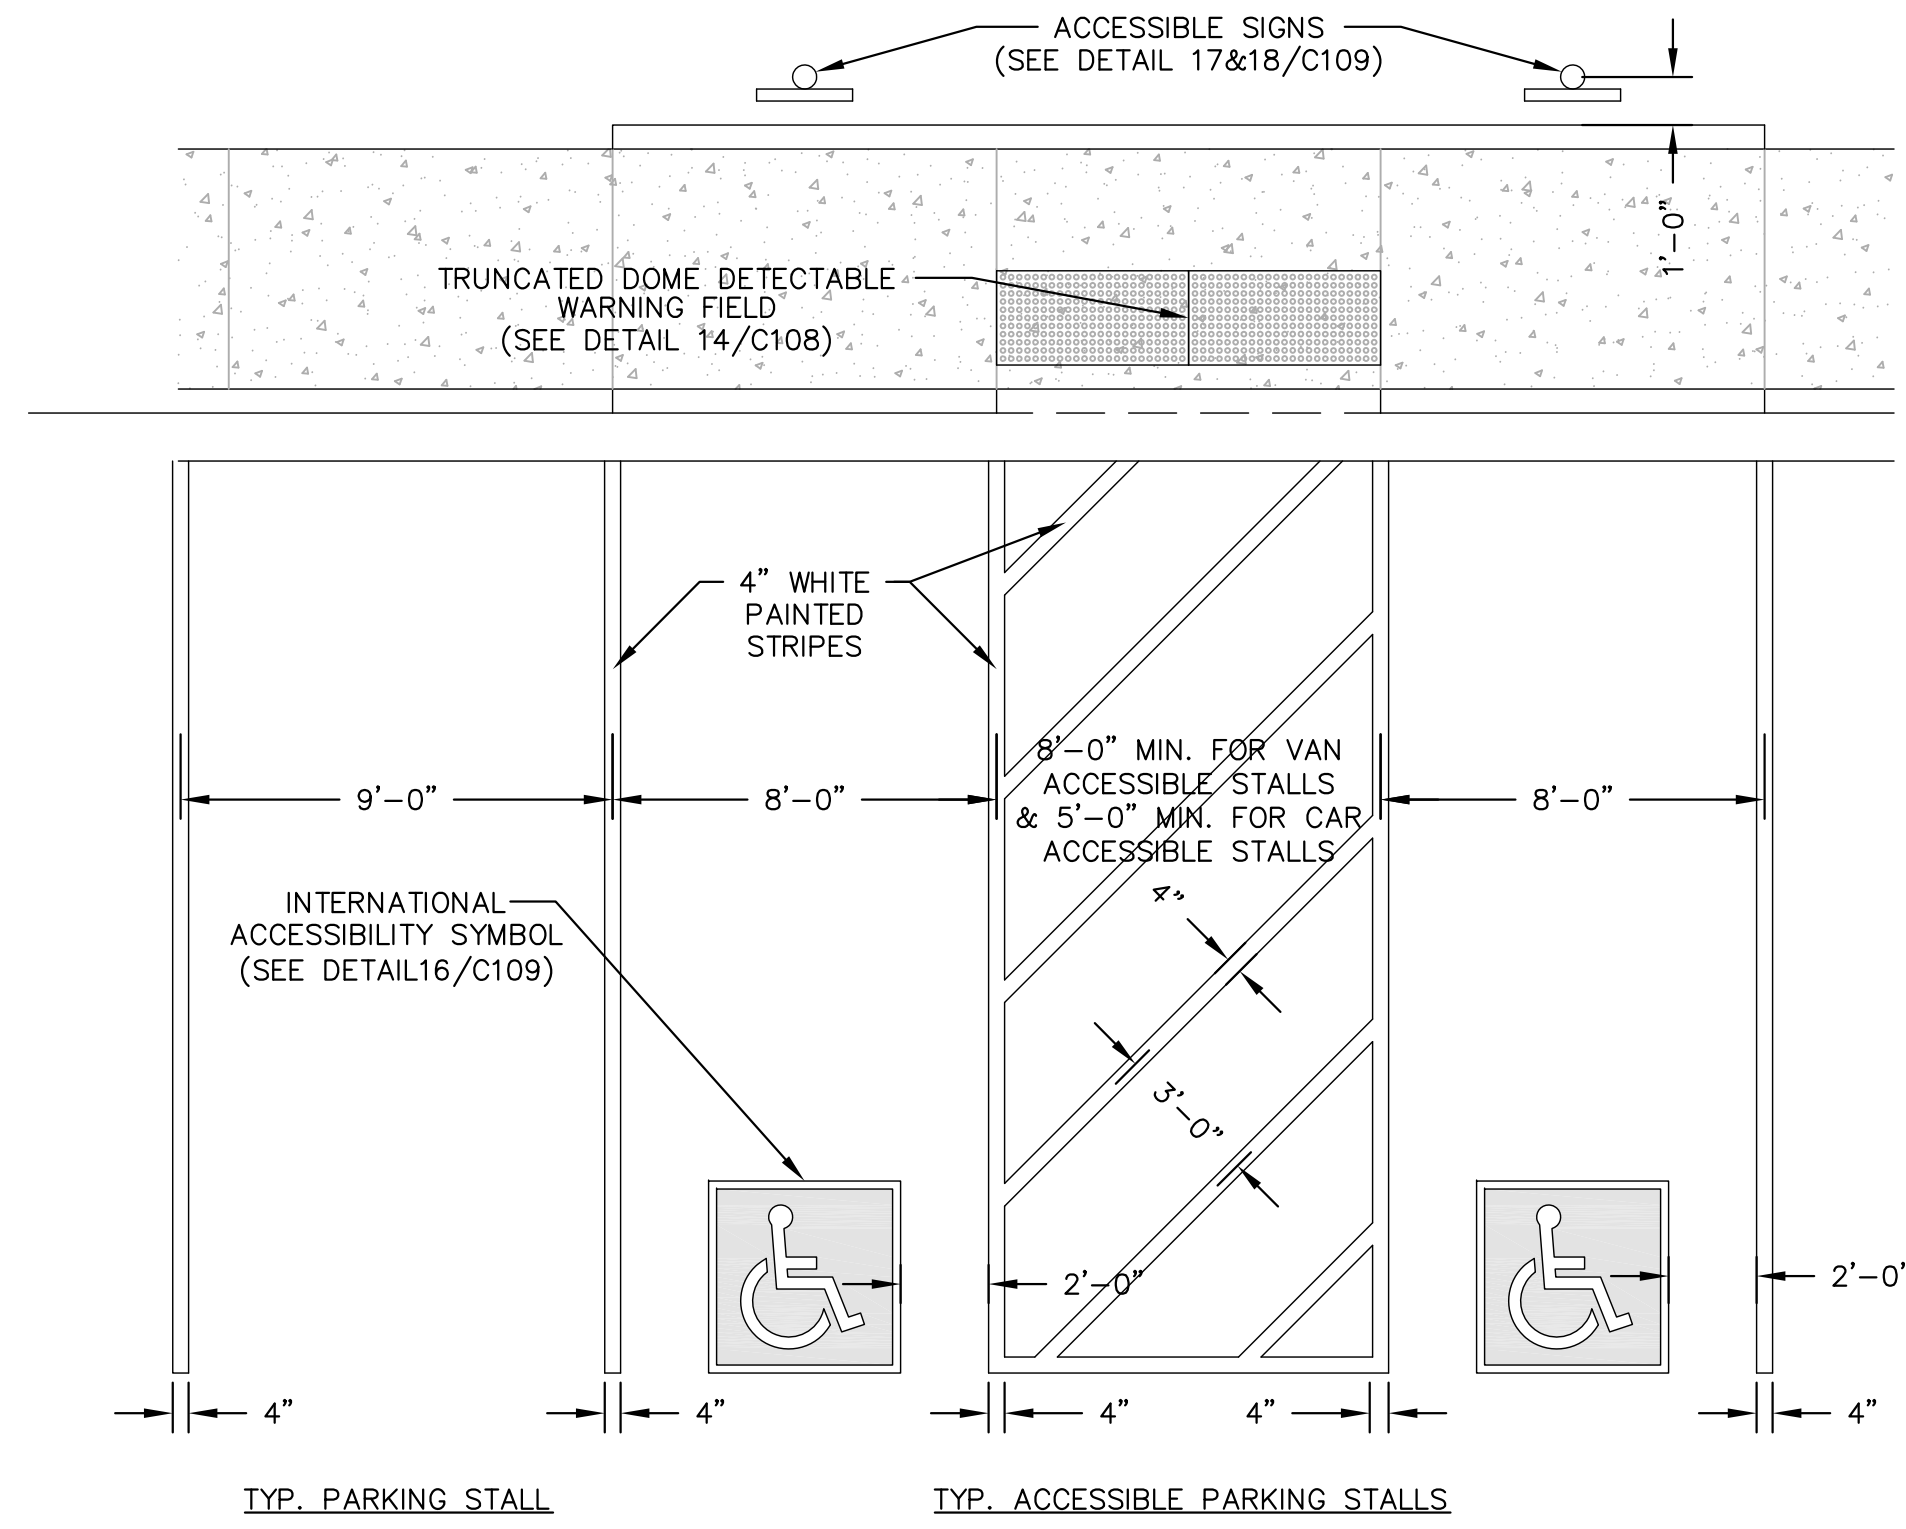 ACCESSIBLE SIGNS
(SEE DETAIL 17&18/C109)
1'-0"
TRUNCATED DOME DETECTABLE
WARNING FIELD
(SEE DETAIL 14/C108)
4" WHITE
PAINTED
STRIPES
9'-0"
8'-0"
8'-0" MIN. FOR VAN
ACCESSIBLE STALLS
& 5'-0" MIN. FOR CAR
ACCESSIBLE STALLS
8'-0"
INTERNATIONAL
ACCESSIBILITY SYMBOL
(SEE DETAIL16/C109)
4"
3'-0"
2'-0"
2'-0'
4"
4"
4"
4"
4"
TYP. PARKING STALL
TYP. ACCESSIBLE PARKING STALLS